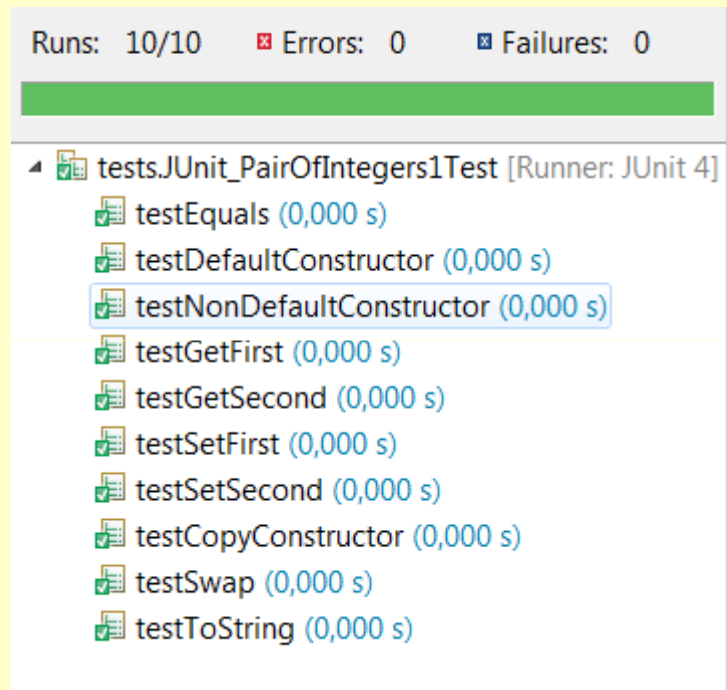 Runs: 10/10 Errors: 0 Failures: 0
tests.JUnit_PairOfIntegers1Test [Runner: JUnit 4]
testEquals (0,000 s)
testDefaultConstructor (0,000 s)
testNonDefaultConstructor (0,000 s)
testGetFirst (0,000 s)
testGetSecond (0,000 s)
testSetFirst (0,000 s)
testSetSecond (0,000 s)
testCopyConstructor (0,000 s)
testSwap (0,000 s)
testToString (0,000 s)